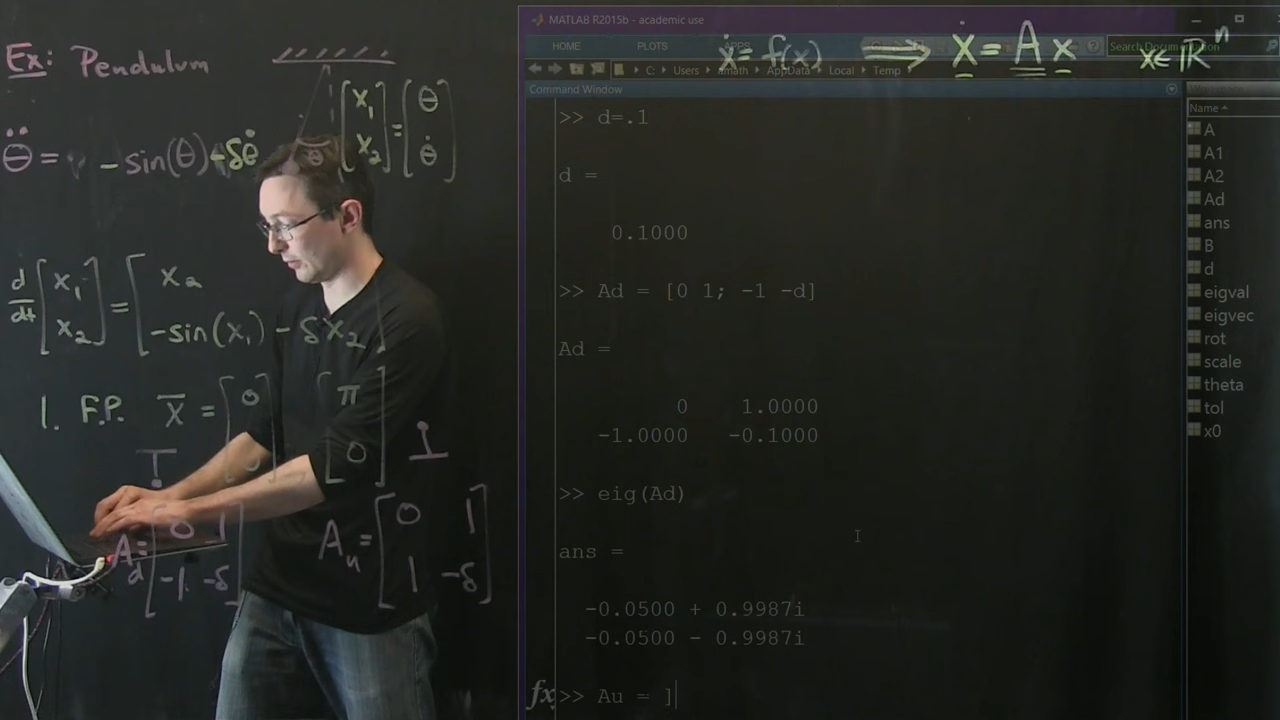 Ex: Pendulum
θ̈ = -sin(θ) -δθ̇
[x₁ x₂] = [θ θ̇]
d/dt [x₁ x₂] = [x₂ -sin(x₁) - δx₂]
1. F.P. x̄ = [0 0] [π 0]
A_d = [0 1 -1 -δ]
A_u = [0 1 1 -δ]
ẋ = f(x) ⟹ ẋ = A x x∈ℝⁿ
MATLAB R2015b - academic use
HOME PLOTS APPS Search Documentation
C: Users amath AppData Local Temp
Command Window
>> d=.1
d =
0.1000
>> Ad = [0 1; -1 -d]
Ad =
0 1.0000
-1.0000 -0.1000
>> eig(Ad)
ans =
-0.0500 + 0.9987i
-0.0500 - 0.9987i
fx >> Au = ]
Name
A
A1
A2
Ad
ans
B
d
eigval
eigvec
rot
scale
theta
tol
x0